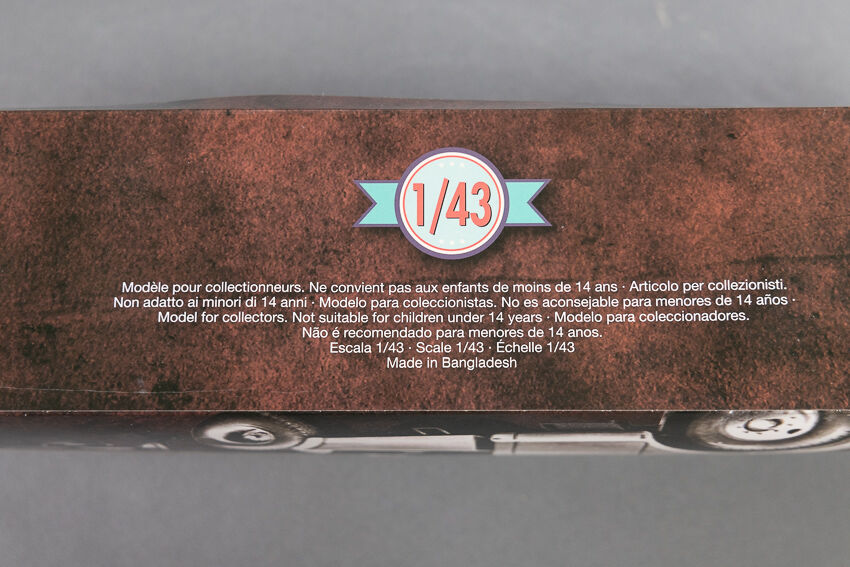 1/43
Modèle pour collectionneurs. Ne convient pas aux enfants de moins de 14 ans · Articolo per collezionisti.
Non adatto ai minori di 14 anni · Modelo para coleccionistas. No es aconsejable para menores de 14 años ·
Model for collectors. Not suitable for children under 14 years · Modelo para coleccionadores.
Não é recomendado para menores de 14 anos.
Escala 1/43 · Scale 1/43 · Échelle 1/43
Made in Bangladesh